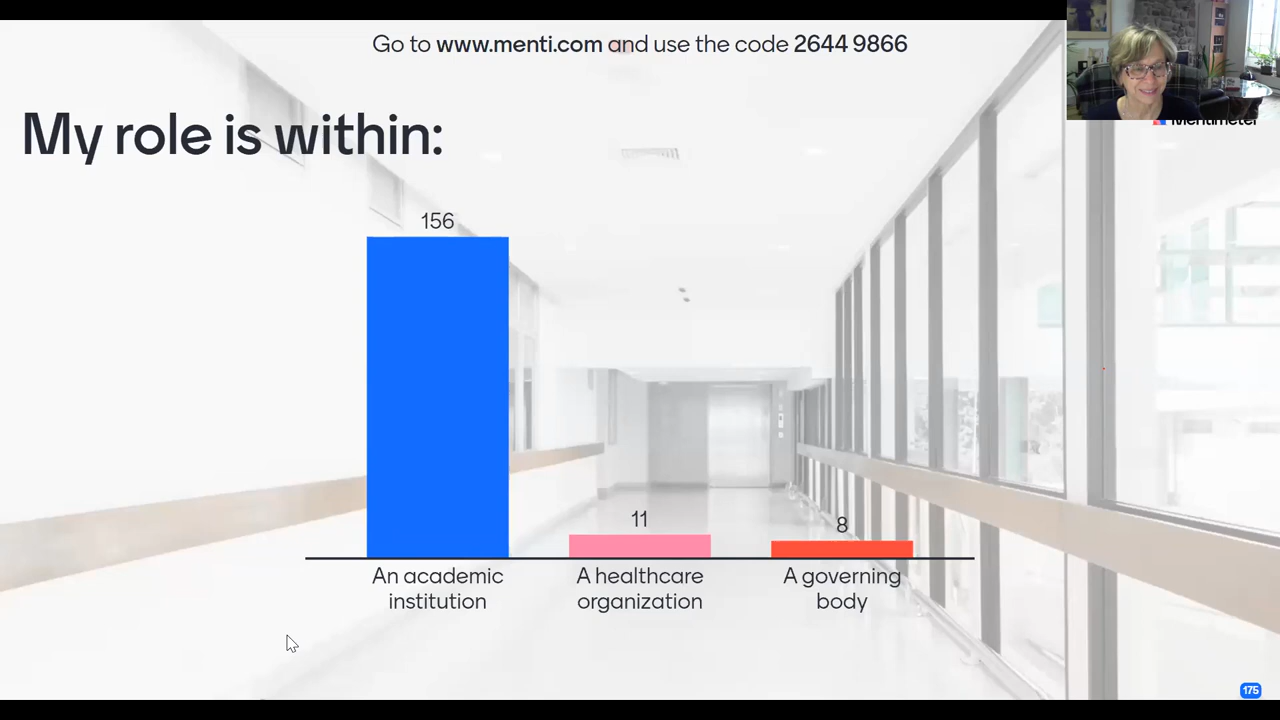 Go to www.menti.com and use the code 2644 9866
Mentimeter
My role is within:
156
11
8
An academic
institution
A healthcare
organization
A governing
body
175